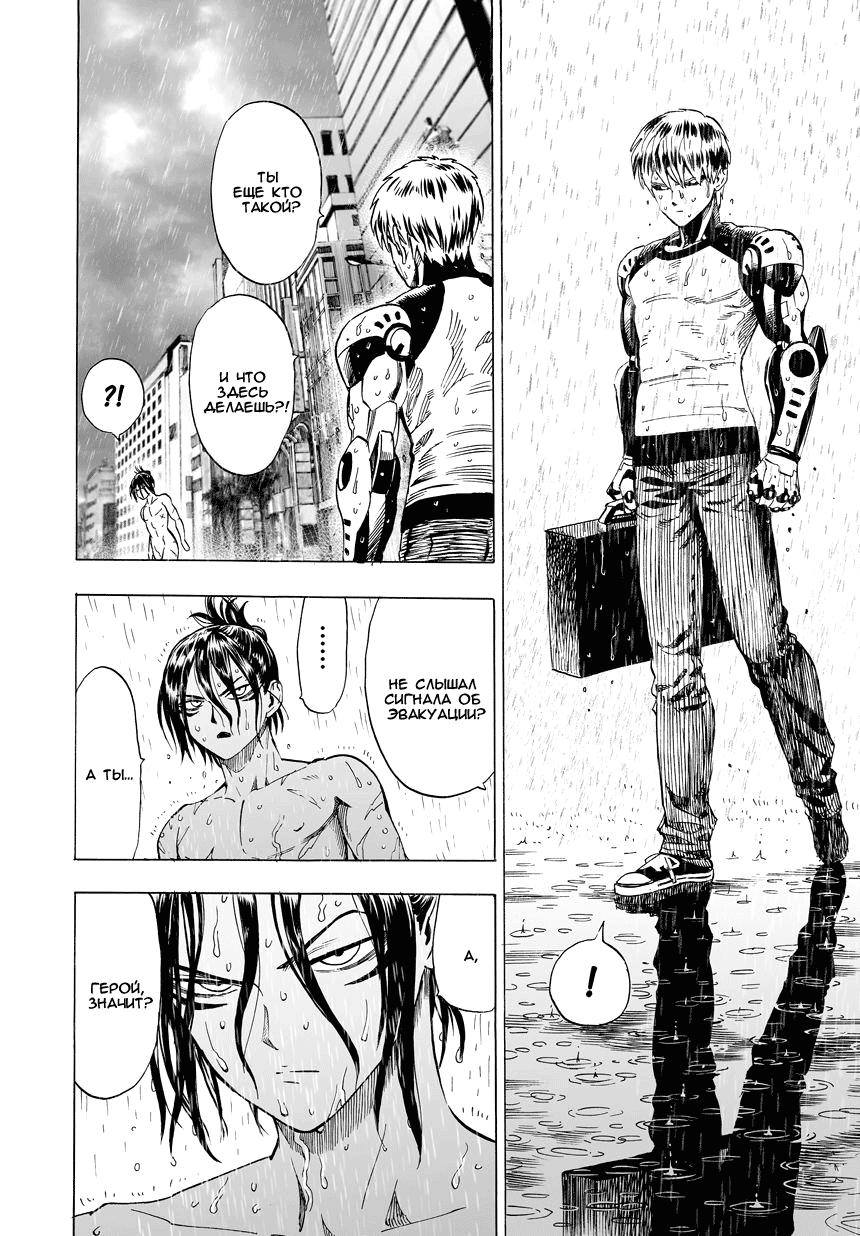 !
ТЫ
ЕЩЕ КТО
ТАКОЙ?
И ЧТО
ЗДЕСЬ
ДЕЛАЕШЬ?!
?!
НЕ СЛЫШАЛ
СИГНАЛА ОБ
ЭВАКУАЦИИ?
.....
А ТЫ...
А,
ГЕРОЙ,
ЗНАЧИТ?